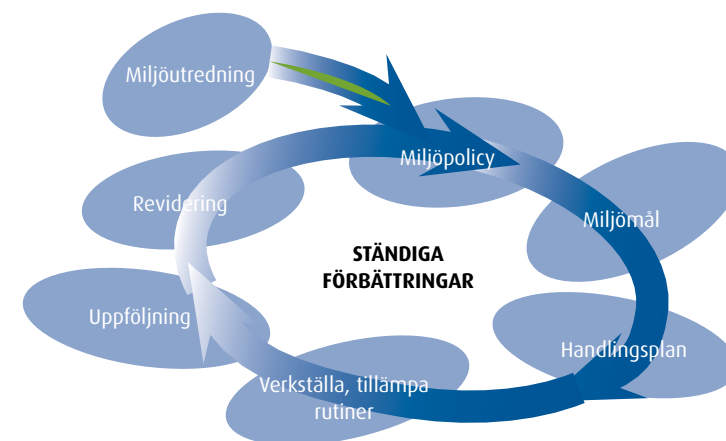 Miljöutredning
Miljöpolicy
Miljömål
Handlingsplan
Verkställa, tillämpa
rutiner
Uppföljning
Revidering
STÄNDIGA
FÖRBÄTTRINGAR